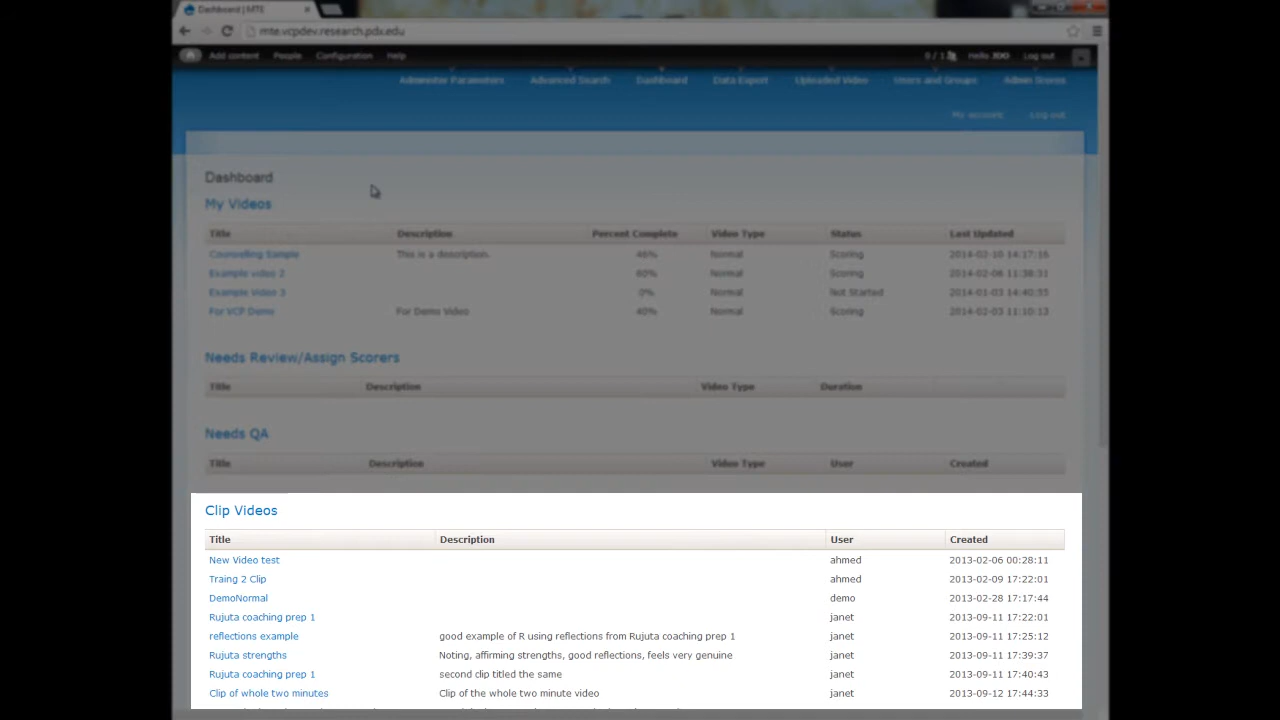 Dashboard | MTE
mte.vcpdev.research.pdx.edu
Add content People Configuration Help Hello JDO Log out
Administer Parameters Advanced Search Dashboard Data Export Uploaded Video Users and Groups Admin Scores
My account Log out
Dashboard
My Videos
Title Description Percent Complete Video Type Status Last Updated
Counselling Sample This is a description. 46% Normal Scoring 2014-02-10 14:17:16
Example video 2 60% Normal Scoring 2014-02-06 11:38:31
Example Video 3 0% Normal Not Started 2014-01-03 14:40:55
For VCP Demo For Demo Video 40% Normal Scoring 2014-02-03 11:10:13
Needs Review/Assign Scorers
Title Description Video Type Duration
Needs QA
Title Description Video Type User Created
Clip Videos
Title Description User Created
New Video test ahmed 2013-02-06 00:28:11
Traing 2 Clip ahmed 2013-02-09 17:22:01
DemoNormal demo 2013-02-28 17:17:44
Rujuta coaching prep 1 janet 2013-09-11 17:22:01
reflections example good example of R using reflections from Rujuta coaching prep 1 janet 2013-09-11 17:25:12
Rujuta strengths Noting, affirming strengths, good reflections, feels very genuine janet 2013-09-11 17:39:37
Rujuta coaching prep 1 second clip titled the same janet 2013-09-11 17:40:43
Clip of whole two minutes Clip of the whole two minute video janet 2013-09-12 17:44:33